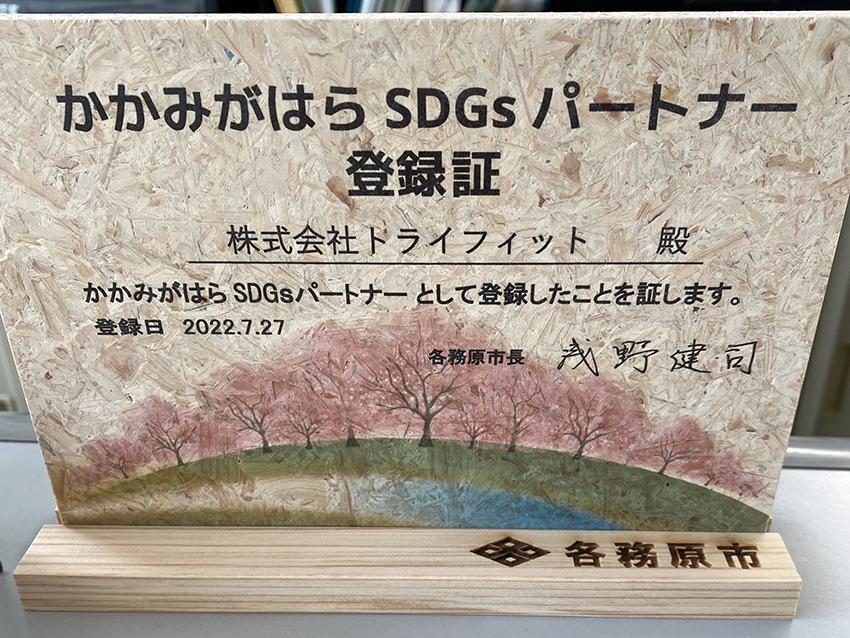 かかみがはら SDGs パートナー
登録証
株式会社トライフィット 殿
かかみがはら SDGsパートナー として登録したことを証します。
登録日 2022.7.27
各務原市長 浅野健司
各務原市